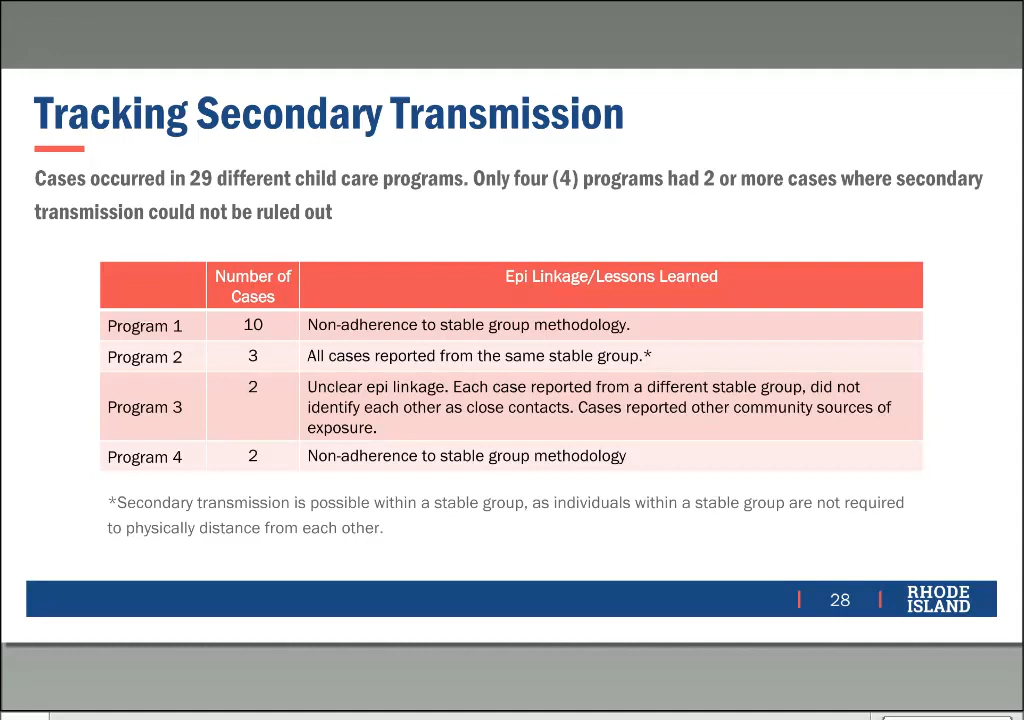 Tracking Secondary Transmission
Cases occurred in 29 different child care programs. Only four (4) programs had 2 or more cases where secondary
transmission could not be ruled out
Number of
Cases
Epi Linkage/Lessons Learned
Program 1
10
Non-adherence to stable group methodology.
Program 2
3
All cases reported from the same stable group.*
Program 3
2
Unclear epi linkage. Each case reported from a different stable group, did not
identify each other as close contacts. Cases reported other community sources of
exposure.
Program 4
2
Non-adherence to stable group methodology
*Secondary transmission is possible within a stable group, as individuals within a stable group are not required
to physically distance from each other.
28
RHODE
ISLAND